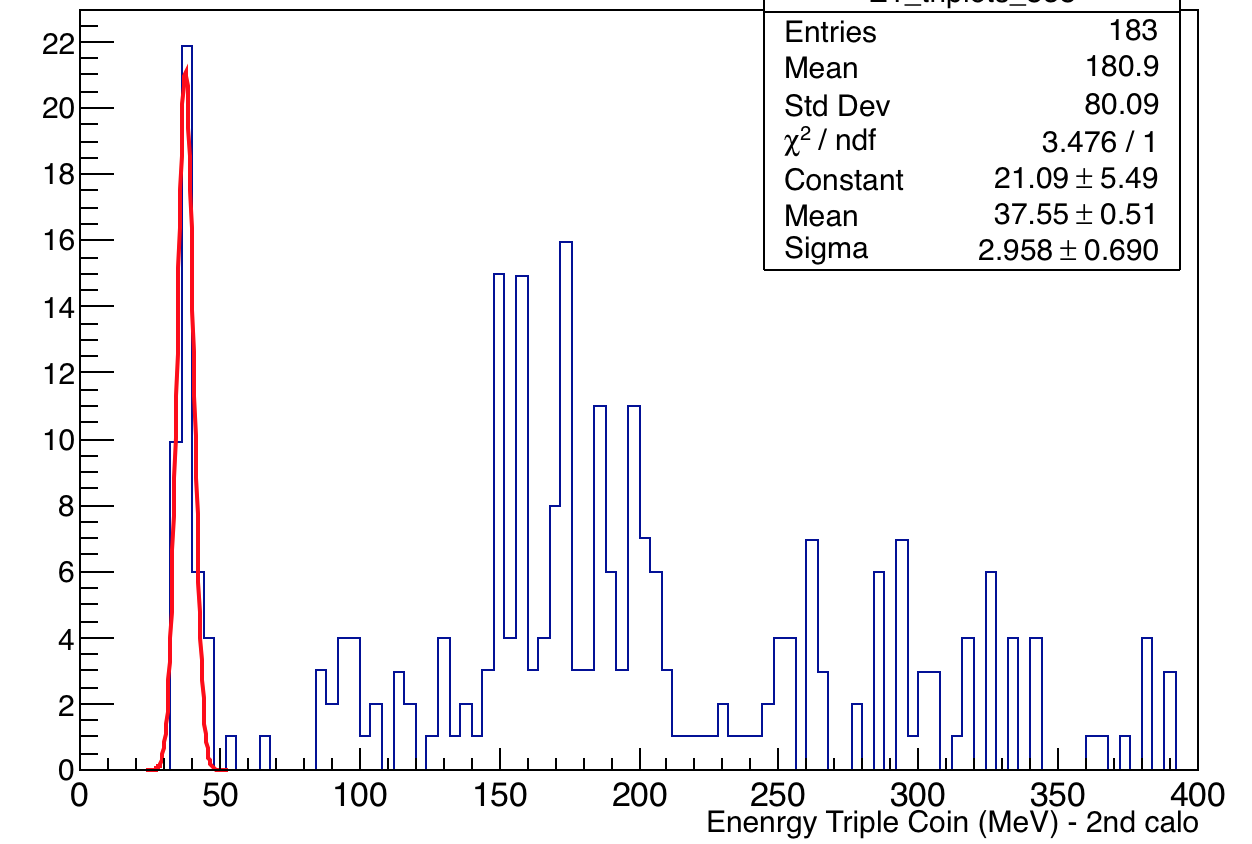 Entries 183
Mean 180.9
Std Dev 80.09
χ² / ndf 3.476 / 1
Constant 21.09 ± 5.49
Mean 37.55 ± 0.51
Sigma 2.958 ± 0.690
22
20
18
16
14
12
10
8
6
4
2
0
0 50 100 150 200 250 300 350 400
Enenrgy Triple Coin (MeV) - 2nd calo